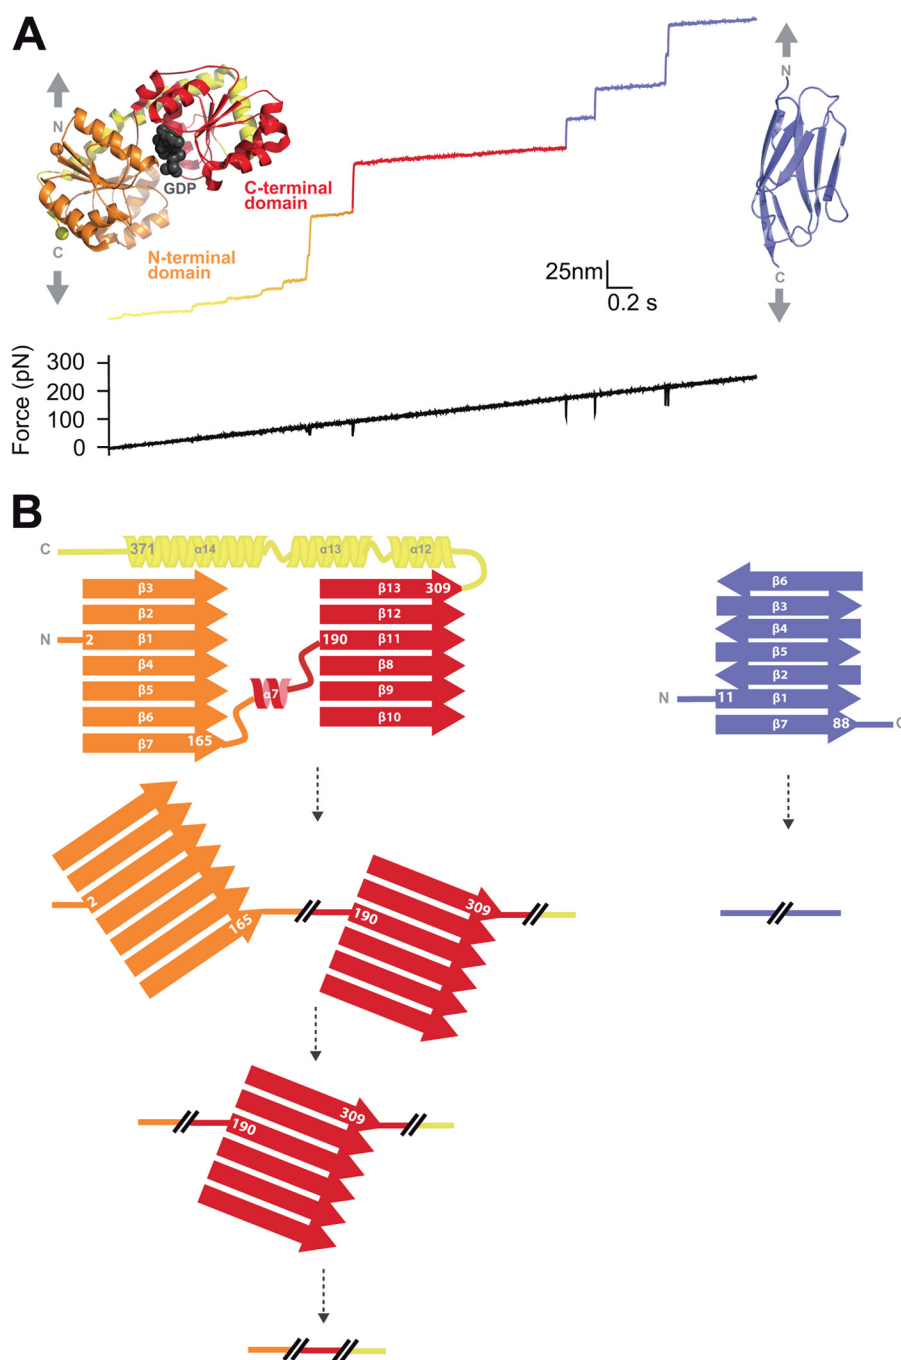 A
N
GDP
C-terminal
domain
C
N-terminal
domain
25nm
0.2 s
N
C
Force (pN)
300
200
100
0
B
C
371
α14
α13
α12
β3
β2
N
2
β1
β4
β5
β6
β7
165
α7
β13
309
β12
190
β11
β8
β9
β10
β6
β3
β4
β5
β2
N
11
β1
β7
88
C
2
165
190
309
190
309